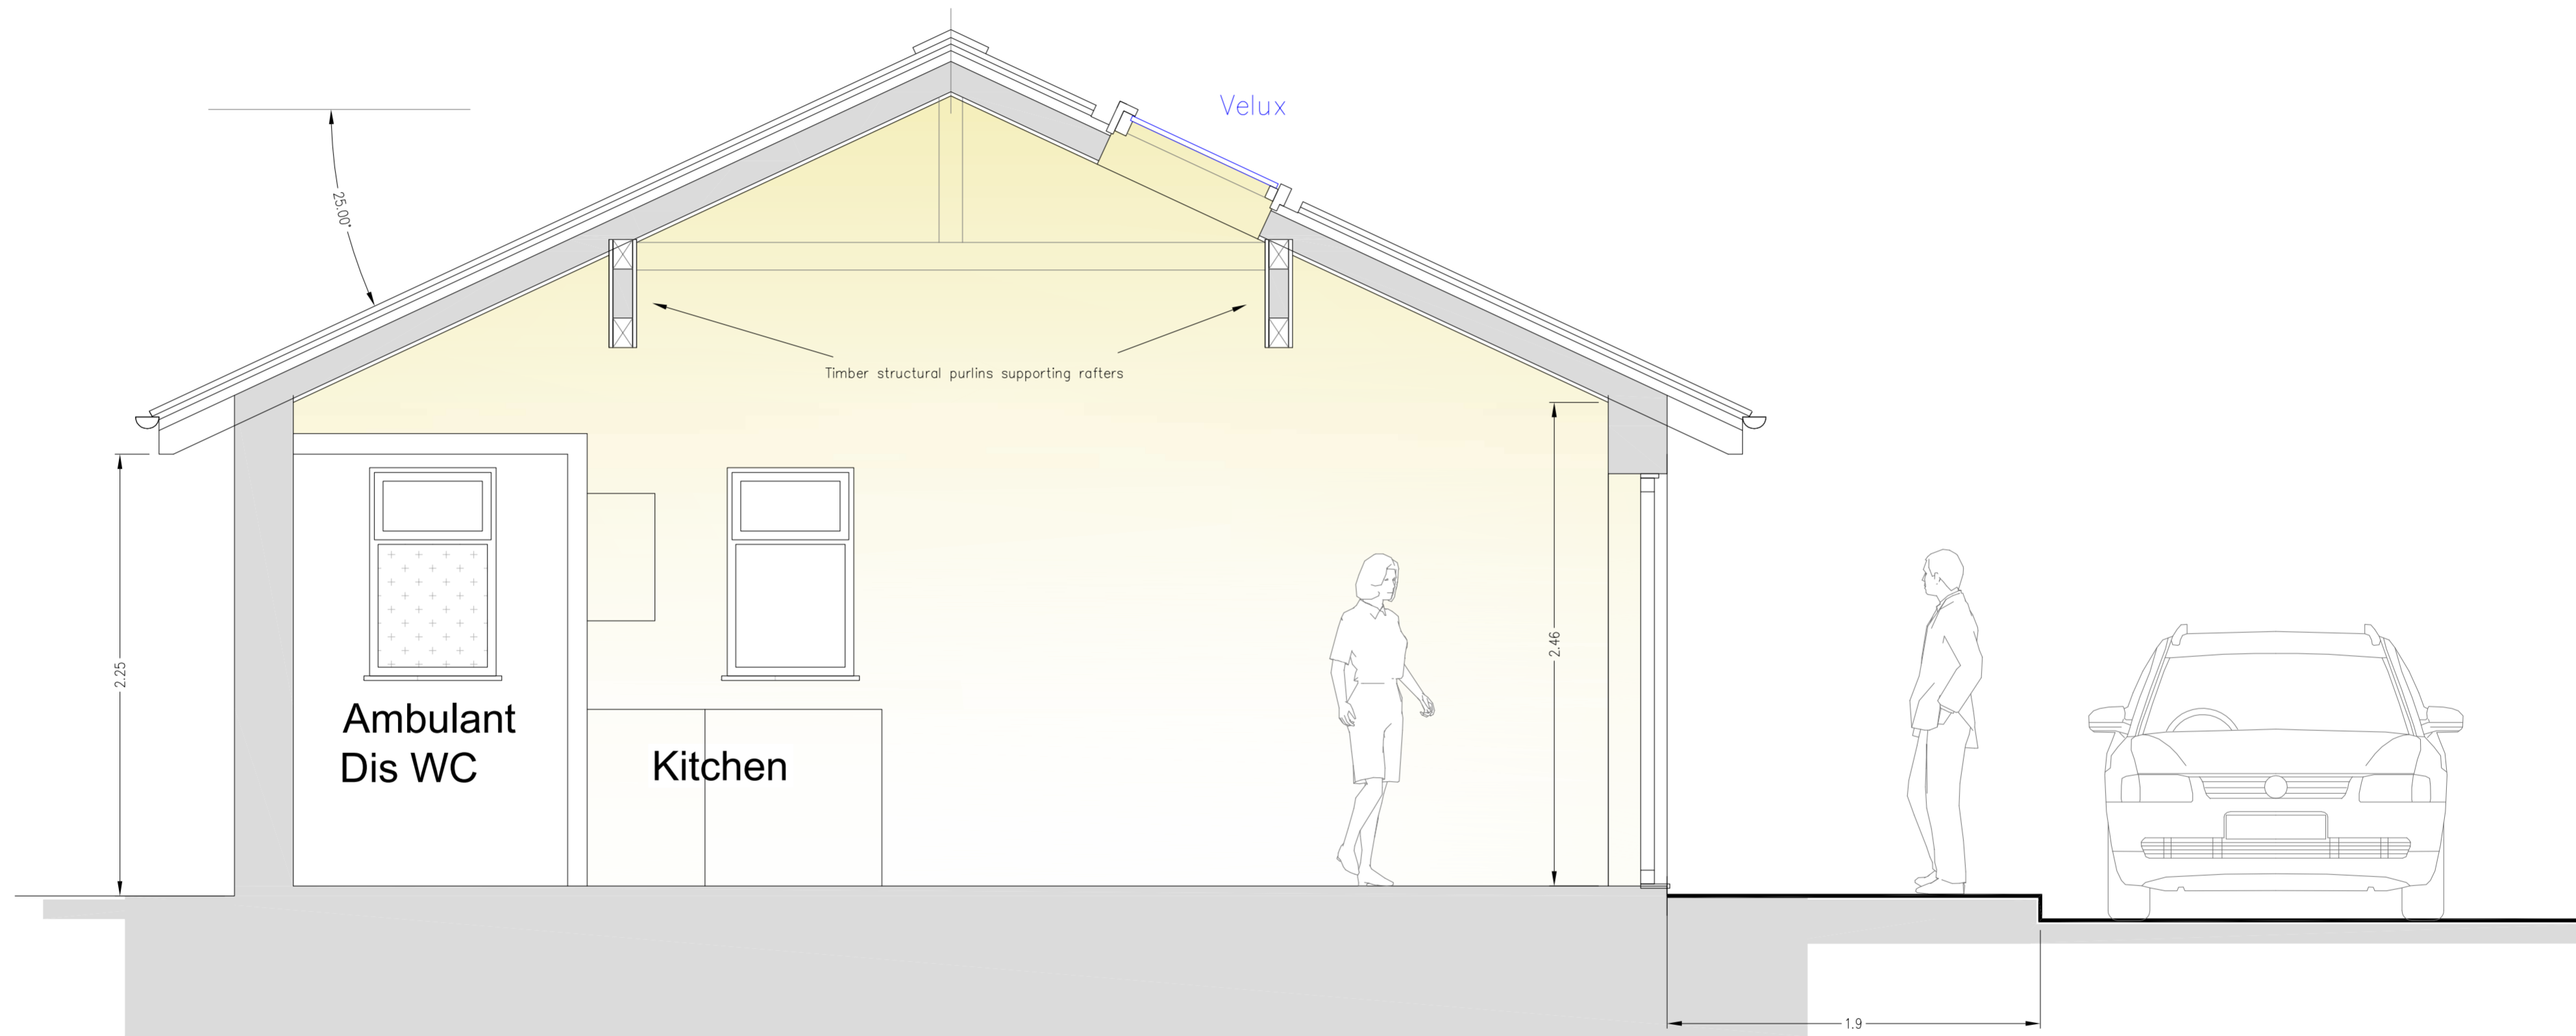 Velux
25.00°
Timber structural purlins supporting rafters
2.25
2.46
Ambulant
Dis WC
Kitchen
1.9